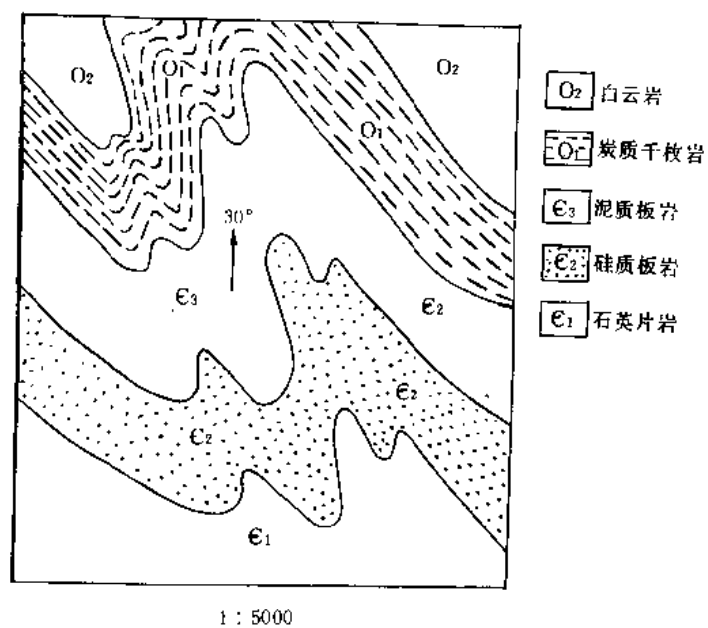 O₂
O₁
O₂
O₁
30°
Є₃
Є₂
Є₂
Є₂
Є₁
1 : 5000
O₂ 白云岩
O₁ 炭质千枚岩
Є₃ 泥质板岩
Є₂ 硅质板岩
Є₁ 石英片岩